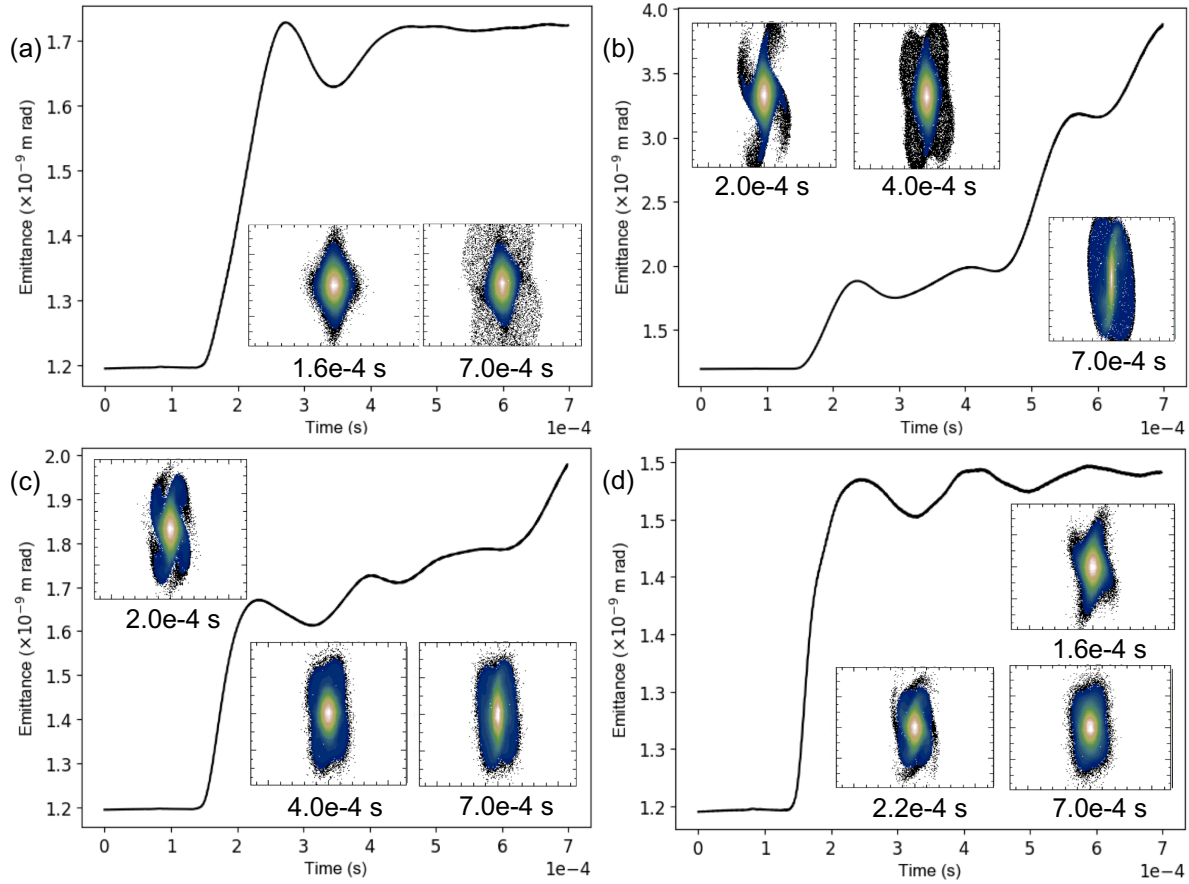 (a)
1.7
1.6
1.5
1.4
1.3
1.2
Emittance (×10⁻⁹ m rad)
1.6e-4 s
7.0e-4 s
0 1 2 3 4 5 6 7
Time (s)
1e−4
(b)
4.0
3.5
3.0
2.5
2.0
1.5
Emittance (×10⁻⁹ m rad)
2.0e-4 s
4.0e-4 s
7.0e-4 s
0 1 2 3 4 5 6 7
Time (s)
1e−4
(c)
2.0
1.9
1.8
1.7
1.6
1.5
1.4
1.3
1.2
Emittance (×10⁻⁹ m rad)
2.0e-4 s
4.0e-4 s
7.0e-4 s
0 1 2 3 4 5 6 7
Time (s)
1e−4
(d)
1.5
1.5
1.4
1.4
1.3
1.3
1.2
Emittance (×10⁻⁹ m rad)
1.6e-4 s
2.2e-4 s
7.0e-4 s
0 1 2 3 4 5 6 7
Time (s)
1e−4